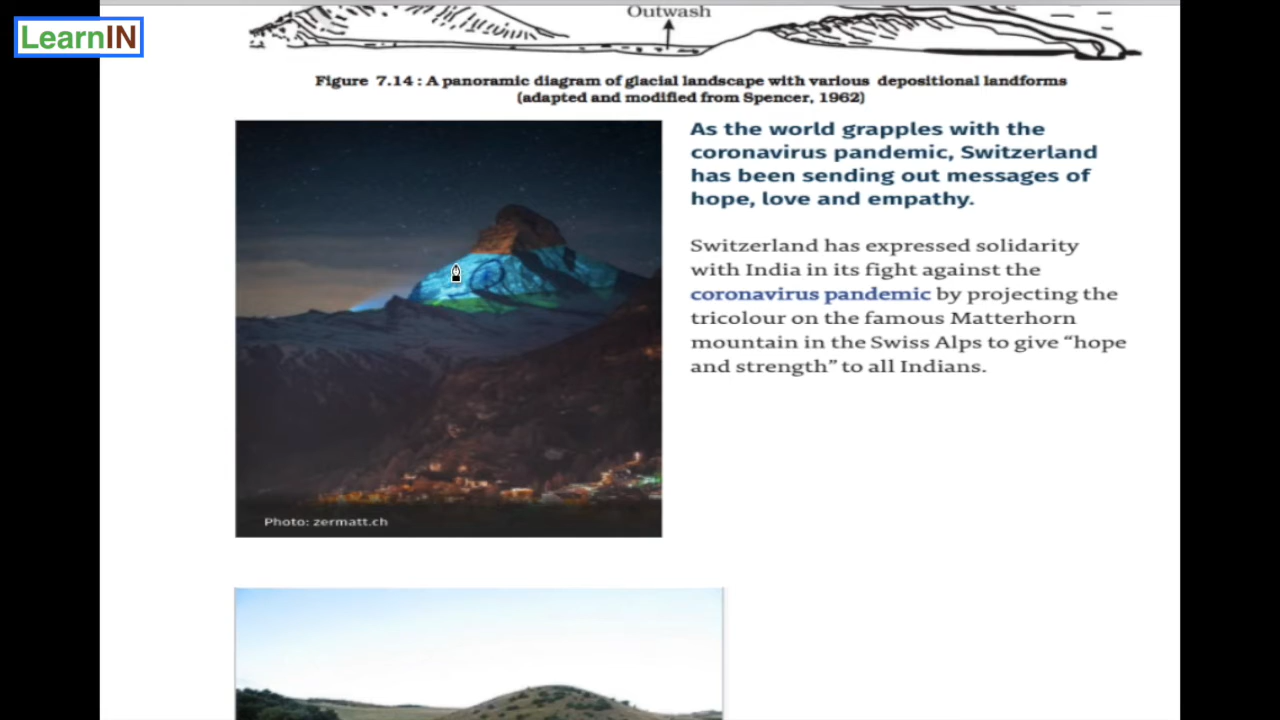 LearnIN
Outwash
Figure 7.14 : A panoramic diagram of glacial landscape with various depositional landforms
(adapted and modified from Spencer, 1962)
As the world grapples with the
coronavirus pandemic, Switzerland
has been sending out messages of
hope, love and empathy.
Switzerland has expressed solidarity
with India in its fight against the
coronavirus pandemic by projecting the
tricolour on the famous Matterhorn
mountain in the Swiss Alps to give “hope
and strength” to all Indians.
Photo: zermatt.ch